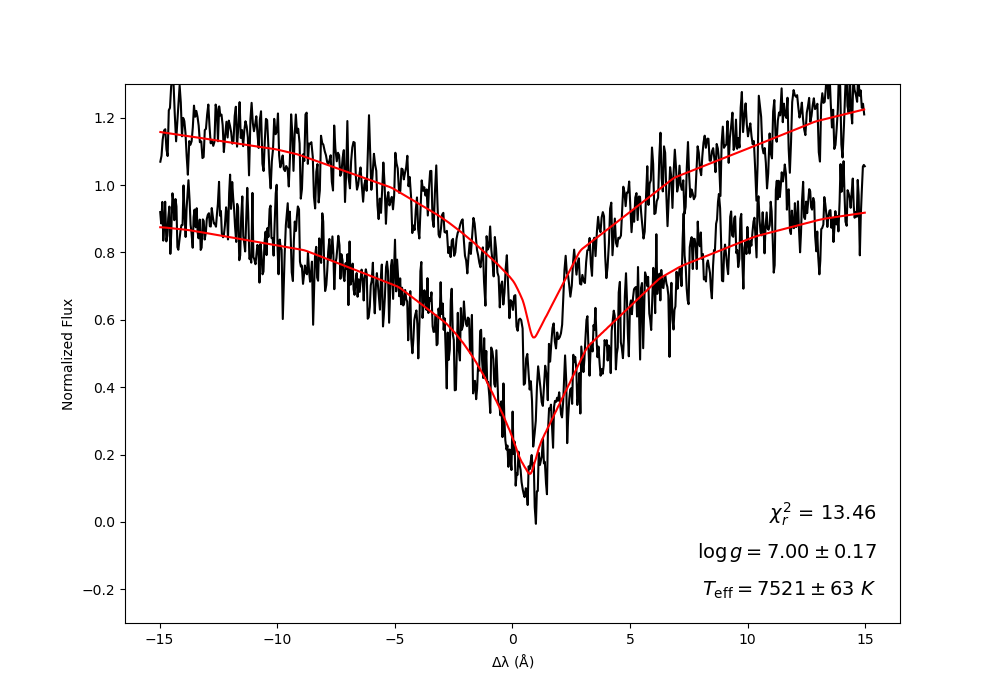 1.2
1.0
0.8
0.6
0.4
0.2
0.0
−0.2
Normalized Flux
χ²ᵣ = 13.46
log g = 7.00 ± 0.17
T_eff = 7521 ± 63 K
−15 −10 −5 0 5 10 15
Δλ (Å)